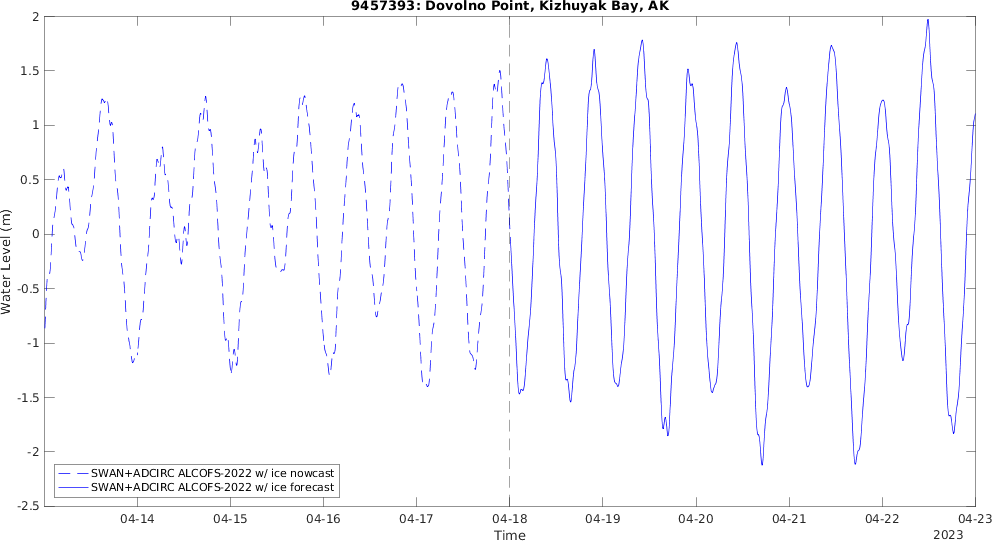 9457393: Dovolno Point, Kizhuyak Bay, AK
2
1.5
1
0.5
0
-0.5
-1
-1.5
-2
-2.5
Water Level (m)
SWAN+ADCIRC ALCOFS-2022 w/ ice nowcast
SWAN+ADCIRC ALCOFS-2022 w/ ice forecast
04-14 04-15 04-16 04-17 04-18 04-19 04-20 04-21 04-22 04-23
Time
2023